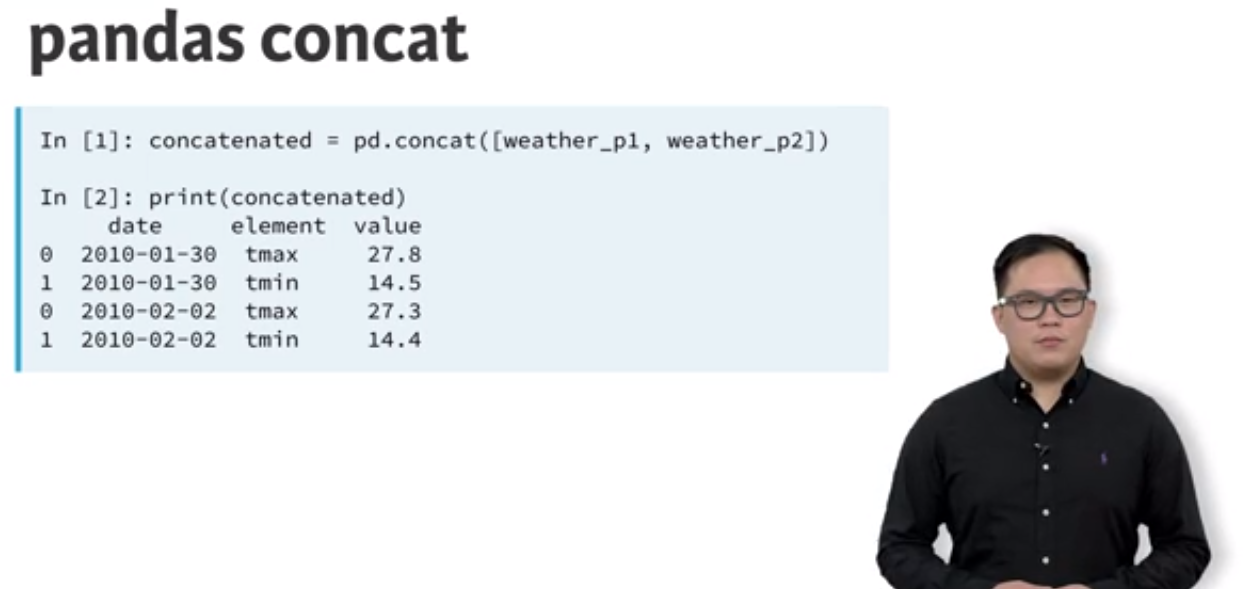 pandas concat
In [1]: concatenated = pd.concat([weather_p1, weather_p2])
In [2]: print(concatenated)
date element value
0 2010-01-30 tmax 27.8
1 2010-01-30 tmin 14.5
0 2010-02-02 tmax 27.3
1 2010-02-02 tmin 14.4